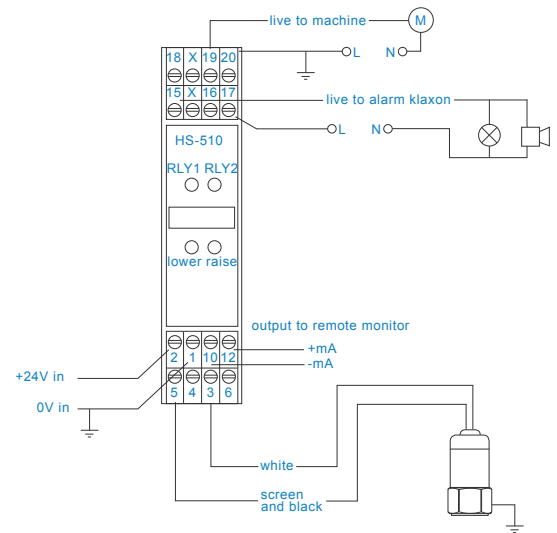 live to machine
M
18 X 19 20
L N
15 X 16 17
live to alarm klaxon
L N
HS-510
RLY1 RLY2
lower raise
output to remote monitor
2 1 10 12
+mA
-mA
+24V in
5 4 3 6
0V in
white
screen
and black